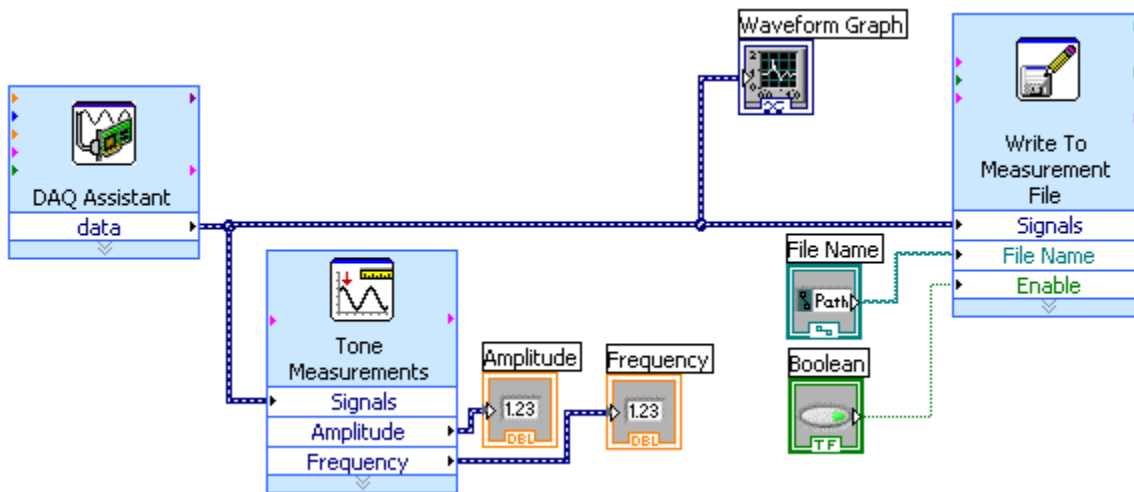 Waveform Graph
DAQ Assistant
data
Write To
Measurement
File
Signals
File Name
Enable
File Name
Path
Boolean
TF
Tone
Measurements
Signals
Amplitude
Frequency
Amplitude
1.23
DBL
Frequency
1.23
DBL